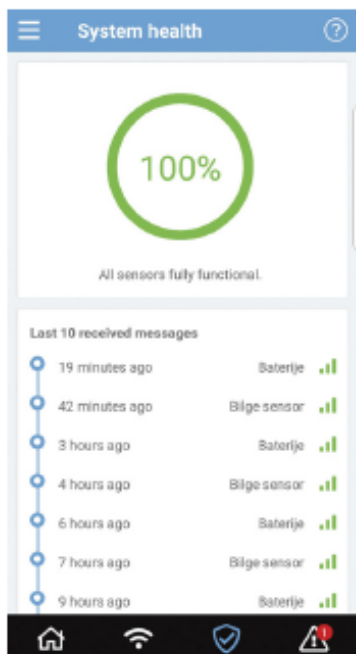 System health
?
100%
All sensors fully functional.
Last 10 received messages
19 minutes ago Baterije
42 minutes ago Bilge sensor
3 hours ago Baterije
4 hours ago Bilge sensor
6 hours ago Baterije
7 hours ago Bilge sensor
9 hours ago Baterije
1